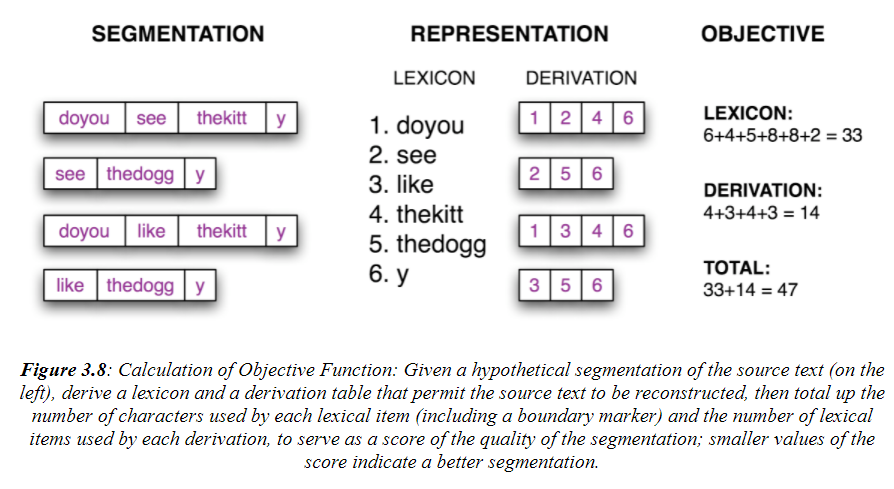 SEGMENTATION
REPRESENTATION
OBJECTIVE
LEXICON
DERIVATION
doyou see thekitt y
see thedogg y
doyou like thekitt y
like thedogg y
1. doyou
2. see
3. like
4. thekitt
5. thedogg
6. y
1 2 4 6
2 5 6
1 3 4 6
3 5 6
LEXICON:
6+4+5+8+8+2 = 33
DERIVATION:
4+3+4+3 = 14
TOTAL:
33+14 = 47
Figure 3.8: Calculation of Objective Function: Given a hypothetical segmentation of the source text (on the
left), derive a lexicon and a derivation table that permit the source text to be reconstructed, then total up the
number of characters used by each lexical item (including a boundary marker) and the number of lexical
items used by each derivation, to serve as a score of the quality of the segmentation; smaller values of the
score indicate a better segmentation.